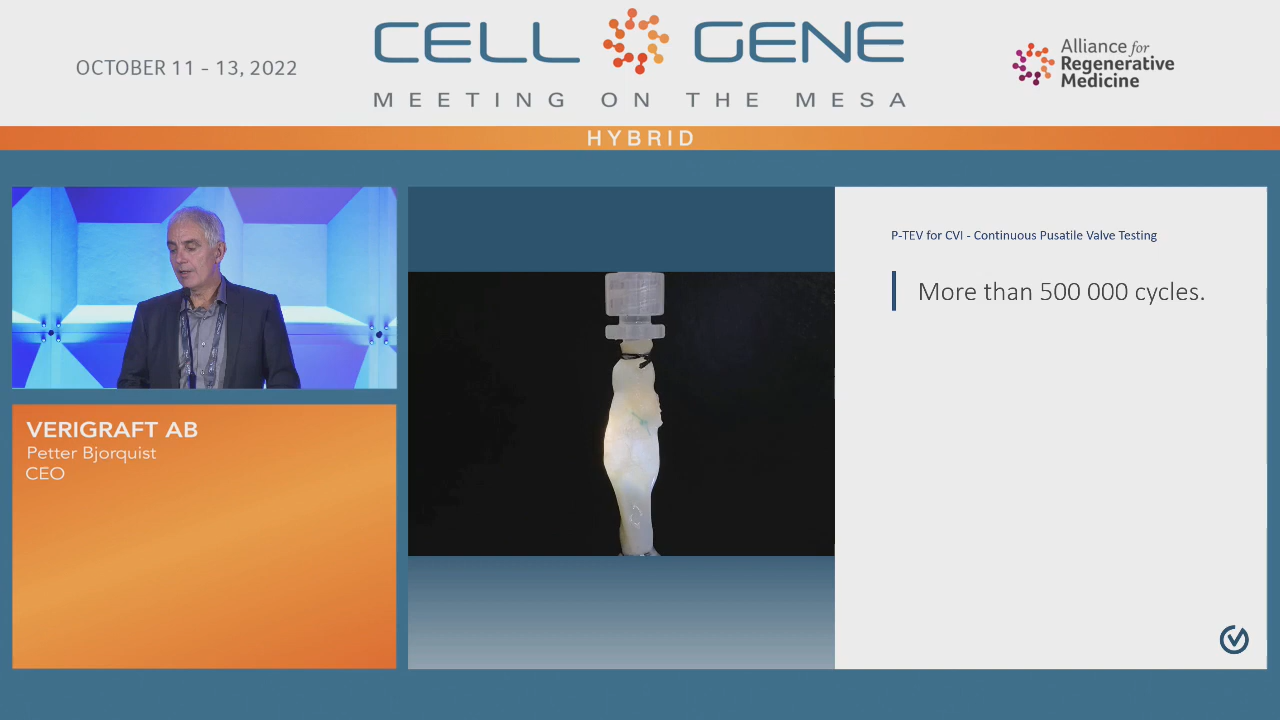 OCTOBER 11 - 13, 2022
CELL GENE
MEETING ON THE MESA
Alliance for
Regenerative
Medicine
HYBRID
VERIGRAFT AB
Petter Bjorquist
CEO
P-TEV for CVI - Continuous Pusatile Valve Testing
More than 500 000 cycles.